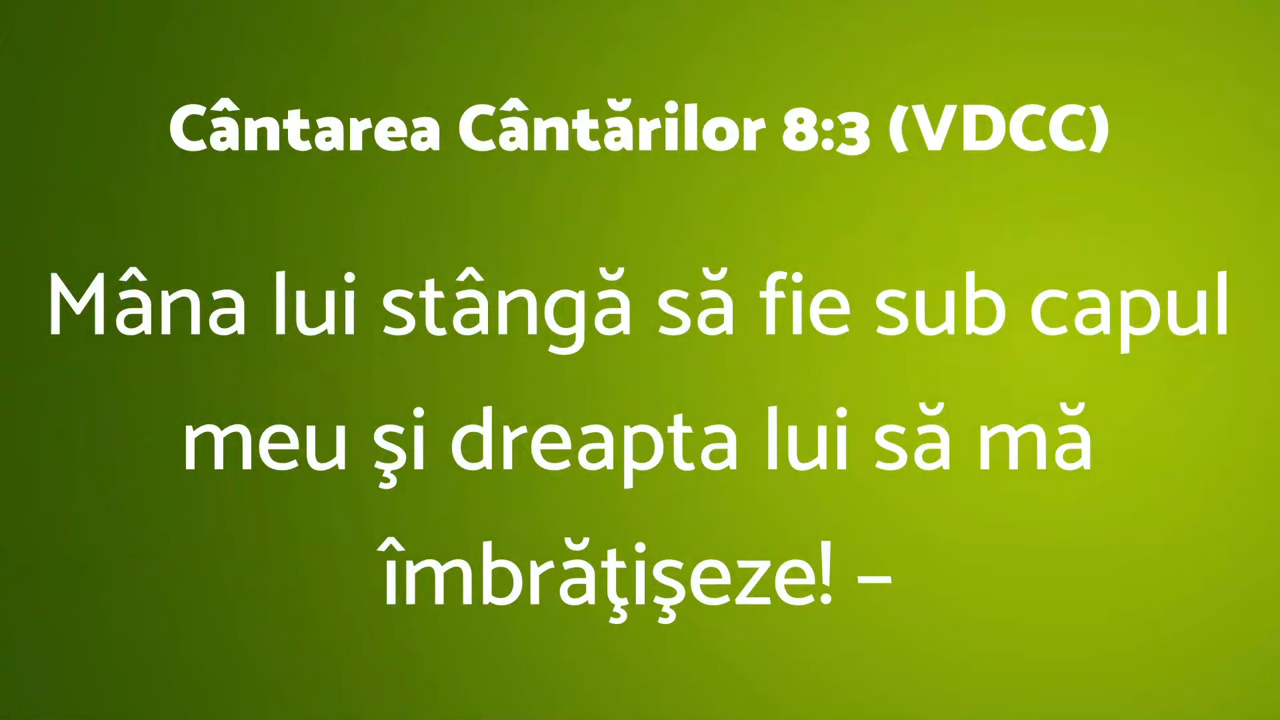 Cântarea Cântărilor 8:3 (VDCC)
Mâna lui stângă să fie sub capul
meu şi dreapta lui să mă
îmbrăţişeze! –